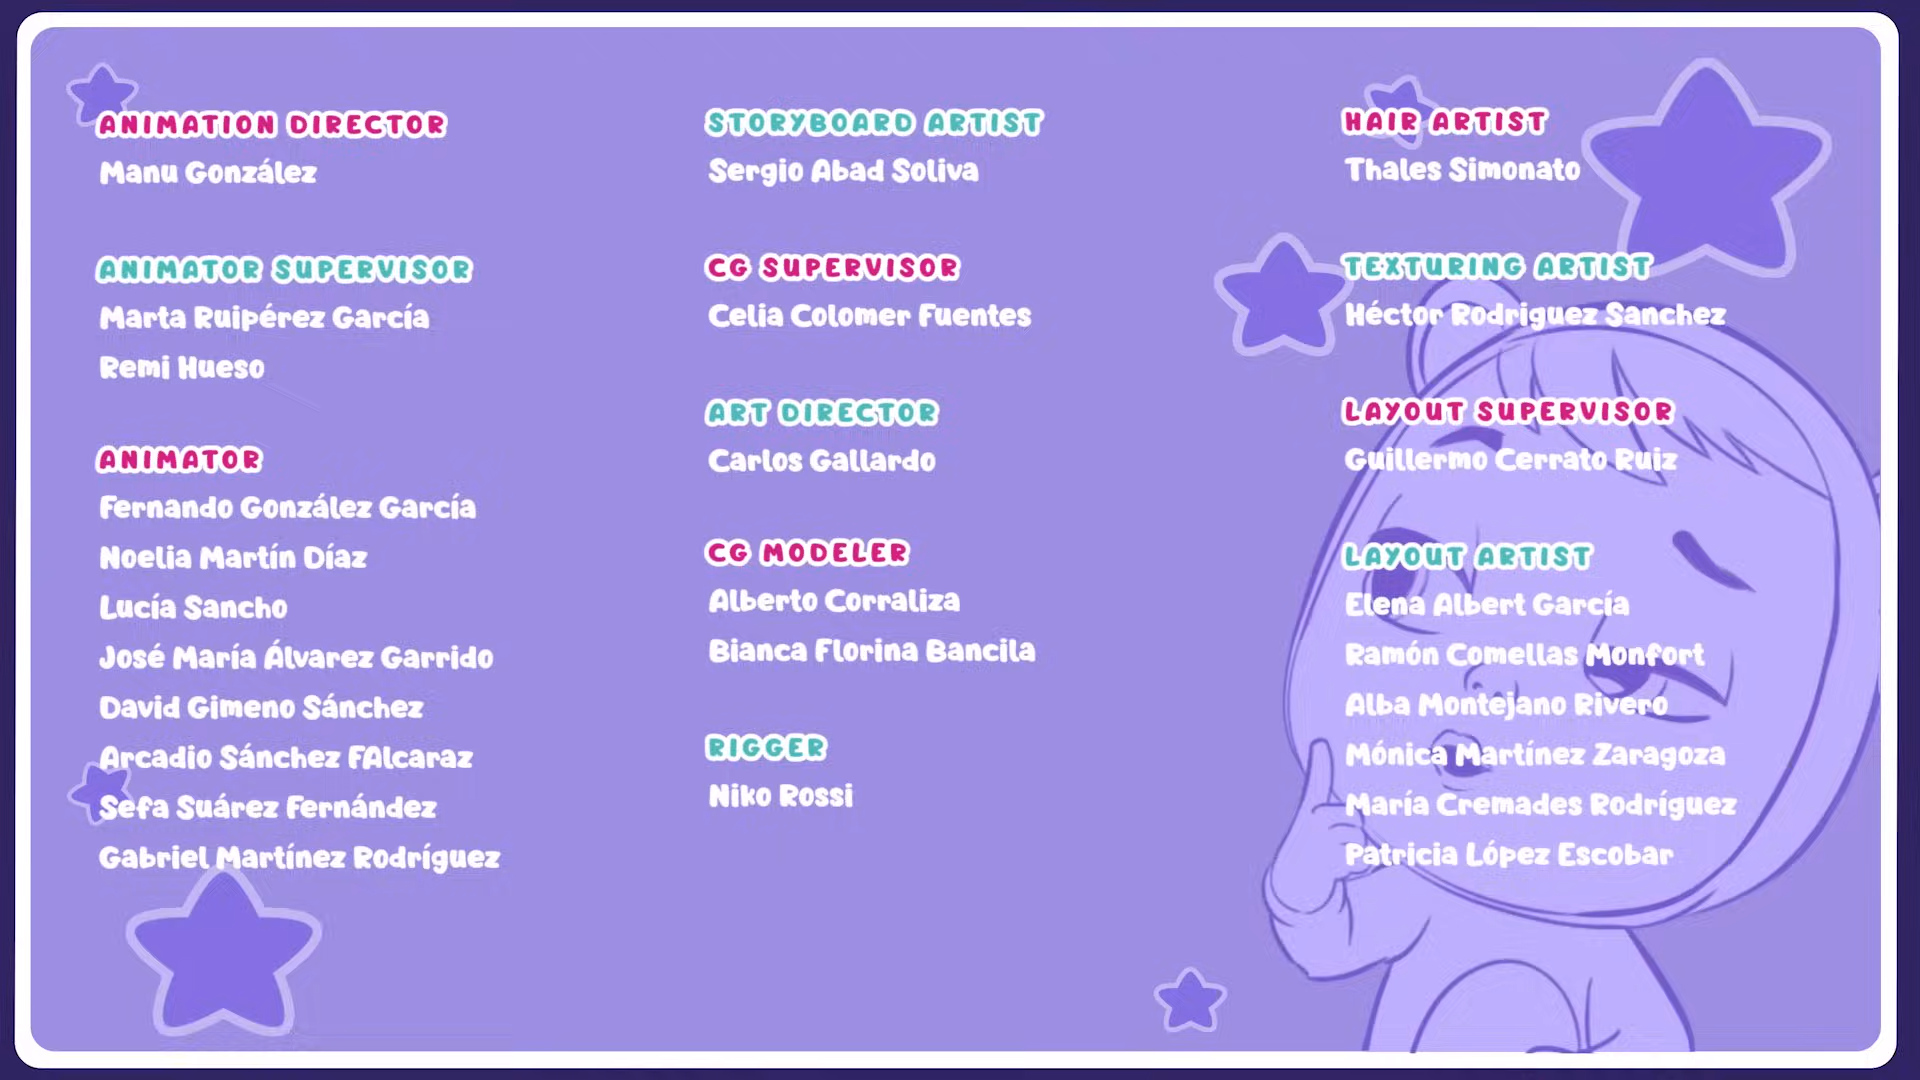 ANIMATION DIRECTOR
Manu González
ANIMATOR SUPERVISOR
Marta Ruipérez García
Remi Hueso
ANIMATOR
Fernando González García
Noelia Martín Díaz
Lucía Sancho
José María Álvarez Garrido
David Gimeno Sánchez
Arcadio Sánchez FAlcaraz
Sefa Suárez Fernández
Gabriel Martínez Rodríguez
STORYBOARD ARTIST
Sergio Abad Soliva
CG SUPERVISOR
Celia Colomer Fuentes
ART DIRECTOR
Carlos Gallardo
CG MODELER
Alberto Corraliza
Bianca Florina Bancila
RIGGER
Niko Rossi
HAIR ARTIST
Thales Simonato
TEXTURING ARTIST
Héctor Rodriguez Sanchez
LAYOUT SUPERVISOR
Guillermo Cerrato Ruiz
LAYOUT ARTIST
Elena Albert García
Ramón Comellas Monfort
Alba Montejano Rivero
Mónica Martínez Zaragoza
María Cremades Rodríguez
Patricia López Escobar